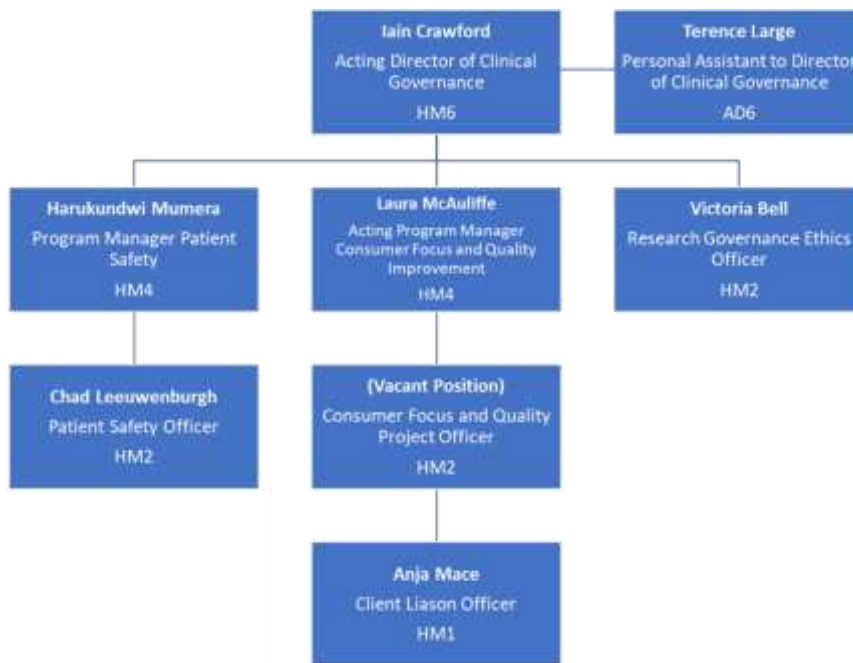 Iain Crawford
Acting Director of Clinical
Governance
HM6
Terence Large
Personal Assistant to Director
of Clinical Governance
AD6
Harukundwi Mumera
Program Manager Patient
Safety
HM4
Laura McAuliffe
Acting Program Manager
Consumer Focus and Quality
Improvement
HM4
Victoria Bell
Research Governance Ethics
Officer
HM2
Chad Leeuwenburgh
Patient Safety Officer
HM2
(Vacant Position)
Consumer Focus and Quality
Project Officer
HM2
Anja Mace
Client Liason Officer
HM1